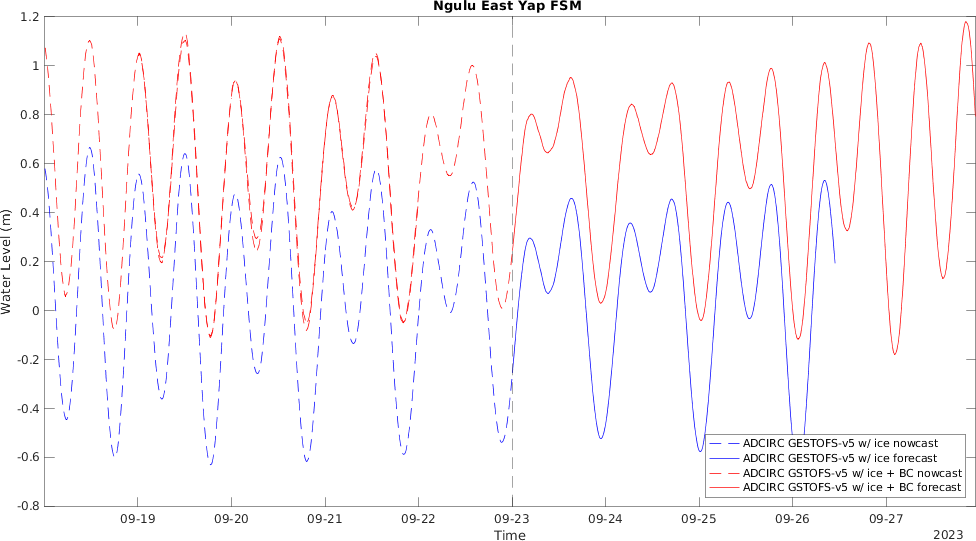 Ngulu East Yap FSM
1.2
1
0.8
0.6
0.4
0.2
0
-0.2
-0.4
-0.6
-0.8
Water Level (m)
ADCIRC GESTOFS-v5 w/ ice nowcast
ADCIRC GESTOFS-v5 w/ ice forecast
ADCIRC GSTOFS-v5 w/ ice + BC nowcast
ADCIRC GSTOFS-v5 w/ ice + BC forecast
09-19 09-20 09-21 09-22 09-23 09-24 09-25 09-26 09-27
Time
2023